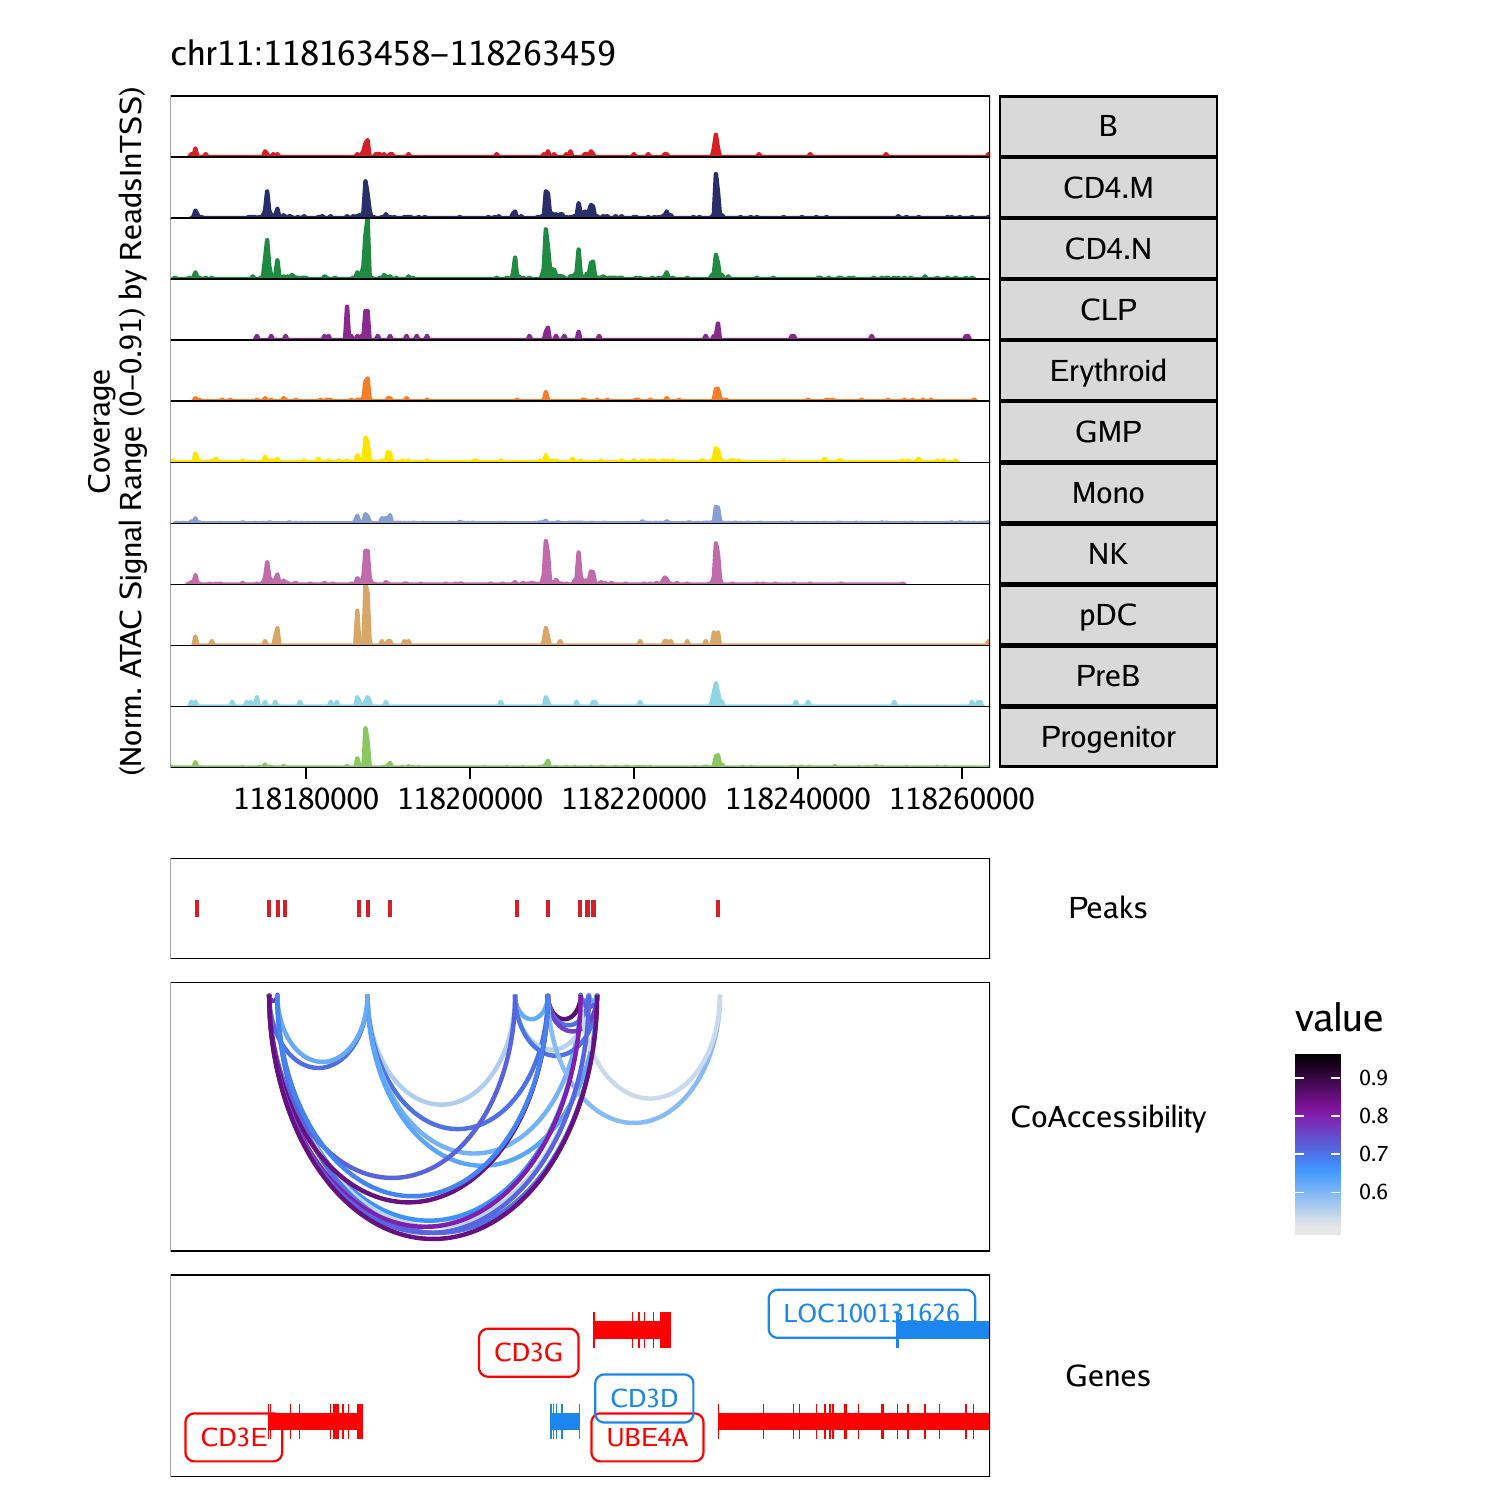 chr11:118163458–118263459
Coverage
(Norm. ATAC Signal Range (0–0.91) by ReadsInTSS)
B
CD4.M
CD4.N
CLP
Erythroid
GMP
Mono
NK
pDC
PreB
Progenitor
118180000 118200000 118220000 118240000 118260000
Peaks
CoAccessibility
value
0.9
0.8
0.7
0.6
LOC100131626
CD3G
Genes
CD3D
CD3E
UBE4A